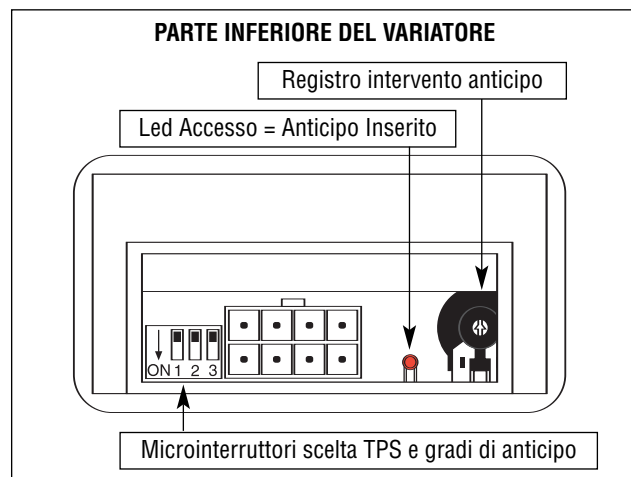 PARTE INFERIORE DEL VARIATORE
Registro intervento anticipo
Led Accesso = Anticipo Inserito
ON 1 2 3
Microinterruttori scelta TPS e gradi di anticipo